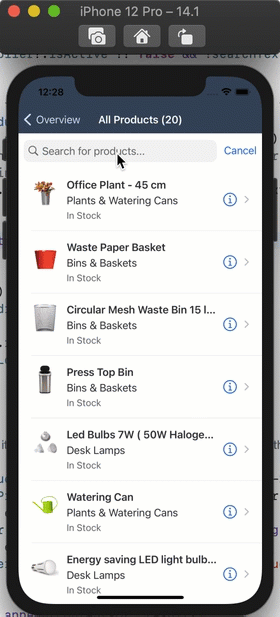 iPhone 12 Pro – 14.1
12:28
Overview
All Products (20)
Search for products...
Cancel
Office Plant - 45 cm
Plants & Watering Cans
In Stock
Waste Paper Basket
Bins & Baskets
In Stock
Circular Mesh Waste Bin 15 l...
Bins & Baskets
In Stock
Press Top Bin
Bins & Baskets
In Stock
Led Bulbs 7W ( 50W Haloge...
Desk Lamps
In Stock
Watering Can
Plants & Watering Cans
In Stock
Energy saving LED light bulb...
Desk Lamps
In Stock